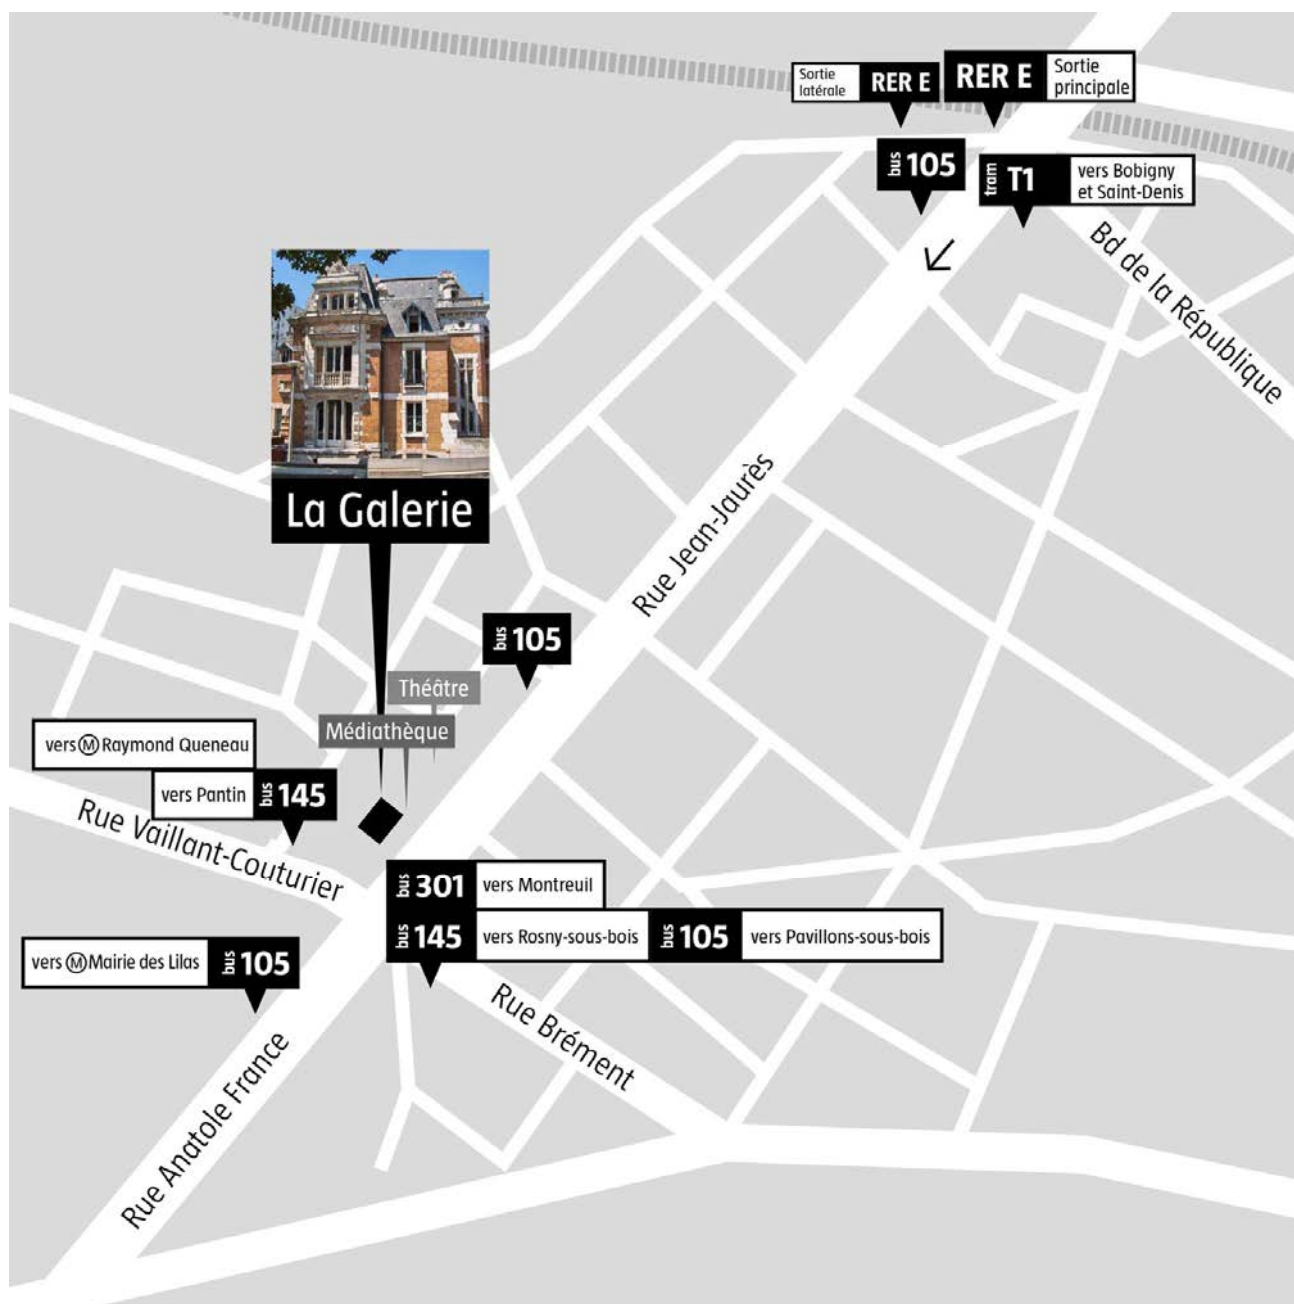 Sortie
latérale
RER E
RER E
Sortie
principale
bus 105
tram T1
vers Bobigny
et Saint-Denis
Bd de la République
La Galerie
Rue Jean-Jaurès
bus 105
Théâtre
Médiathèque
vers M Raymond Queneau
vers Pantin
bus 145
Rue Vaillant-Couturier
bus 301
vers Montreuil
bus 145
vers Rosny-sous-bois
bus 105
vers Pavillons-sous-bois
vers M Mairie des Lilas
bus 105
Rue Brément
Rue Anatole France